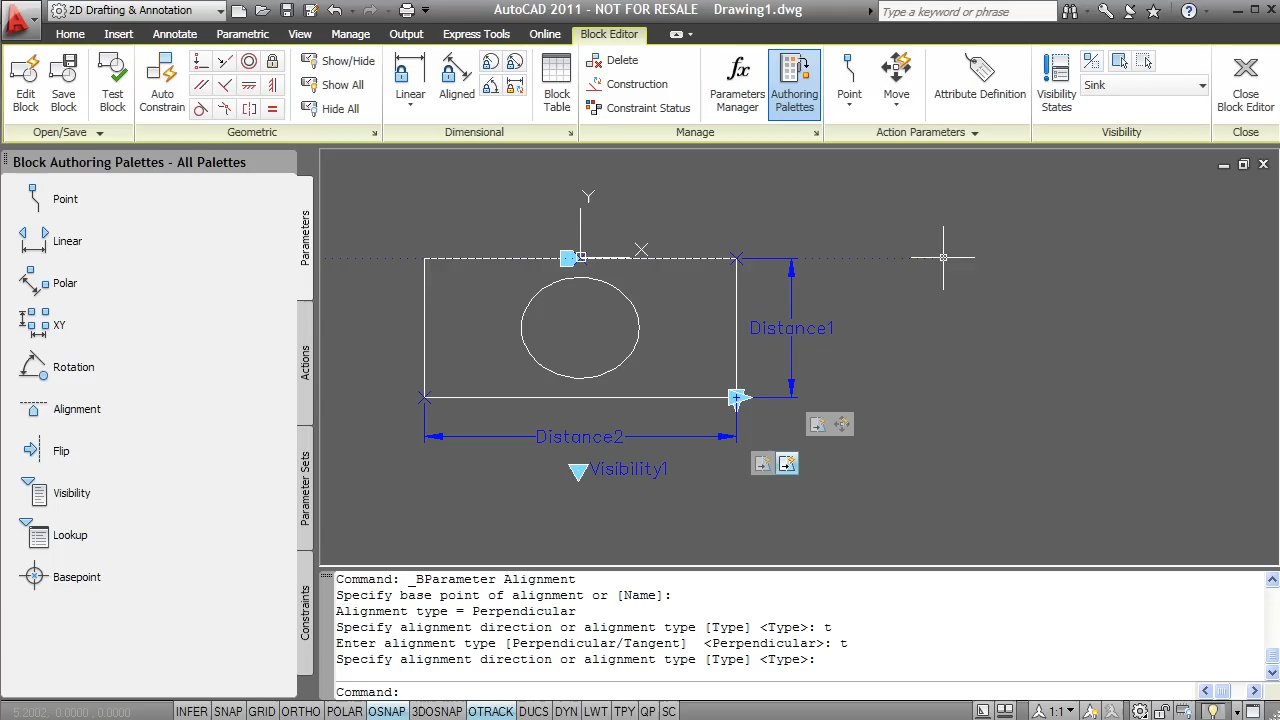 2D Drafting & Annotation
AutoCAD 2011 - NOT FOR RESALE Drawing1.dwg
Type a keyword or phrase
Home Insert Annotate Parametric View Manage Output Express Tools Online Block Editor
Edit Block
Save Block
Test Block
Auto Constrain
Show/Hide
Show All
Hide All
Linear
Aligned
Block Table
Delete
Construction
Constraint Status
Parameters Manager
Authoring Palettes
Point
Move
Attribute Definition
Visibility States
Sink
Close Block Editor
Open/Save
Geometric
Dimensional
Manage
Action Parameters
Visibility
Close
Block Authoring Palettes - All Palettes
Point
Linear
Polar
XY
Rotation
Alignment
Flip
Visibility
Lookup
Basepoint
Parameters
Actions
Parameter Sets
Constraints
Y
X
Distance1
Distance2
Visibility1
Command: _BParameter Alignment
Specify base point of alignment or [Name]:
Alignment type = Perpendicular
Specify alignment direction or alignment type [Type] <Type>: t
Enter alignment type [Perpendicular/Tangent] <Perpendicular>: t
Specify alignment direction or alignment type [Type] <Type>:
Command:
5.2002, 0.0000, 0.0000
INFER SNAP GRID ORTHO POLAR OSNAP 3DOSNAP OTRACK DUCS DYN LWT TPY QP SC
1:1